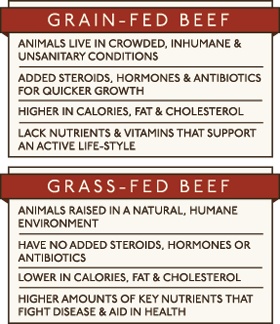 GRAIN-FED BEEF
ANIMALS LIVE IN CROWDED, INHUMANE &
UNSANITARY CONDITIONS
ADDED STEROIDS, HORMONES & ANTIBIOTICS
FOR QUICKER GROWTH
HIGHER IN CALORIES, FAT & CHOLESTEROL
LACK NUTRIENTS & VITAMINS THAT SUPPORT
AN ACTIVE LIFE-STYLE
GRASS-FED BEEF
ANIMALS RAISED IN A NATURAL, HUMANE
ENVIRONMENT
HAVE NO ADDED STEROIDS, HORMONES OR
ANTIBIOTICS
LOWER IN CALORIES, FAT & CHOLESTEROL
HIGHER AMOUNTS OF KEY NUTRIENTS THAT
FIGHT DISEASE & AID IN HEALTH